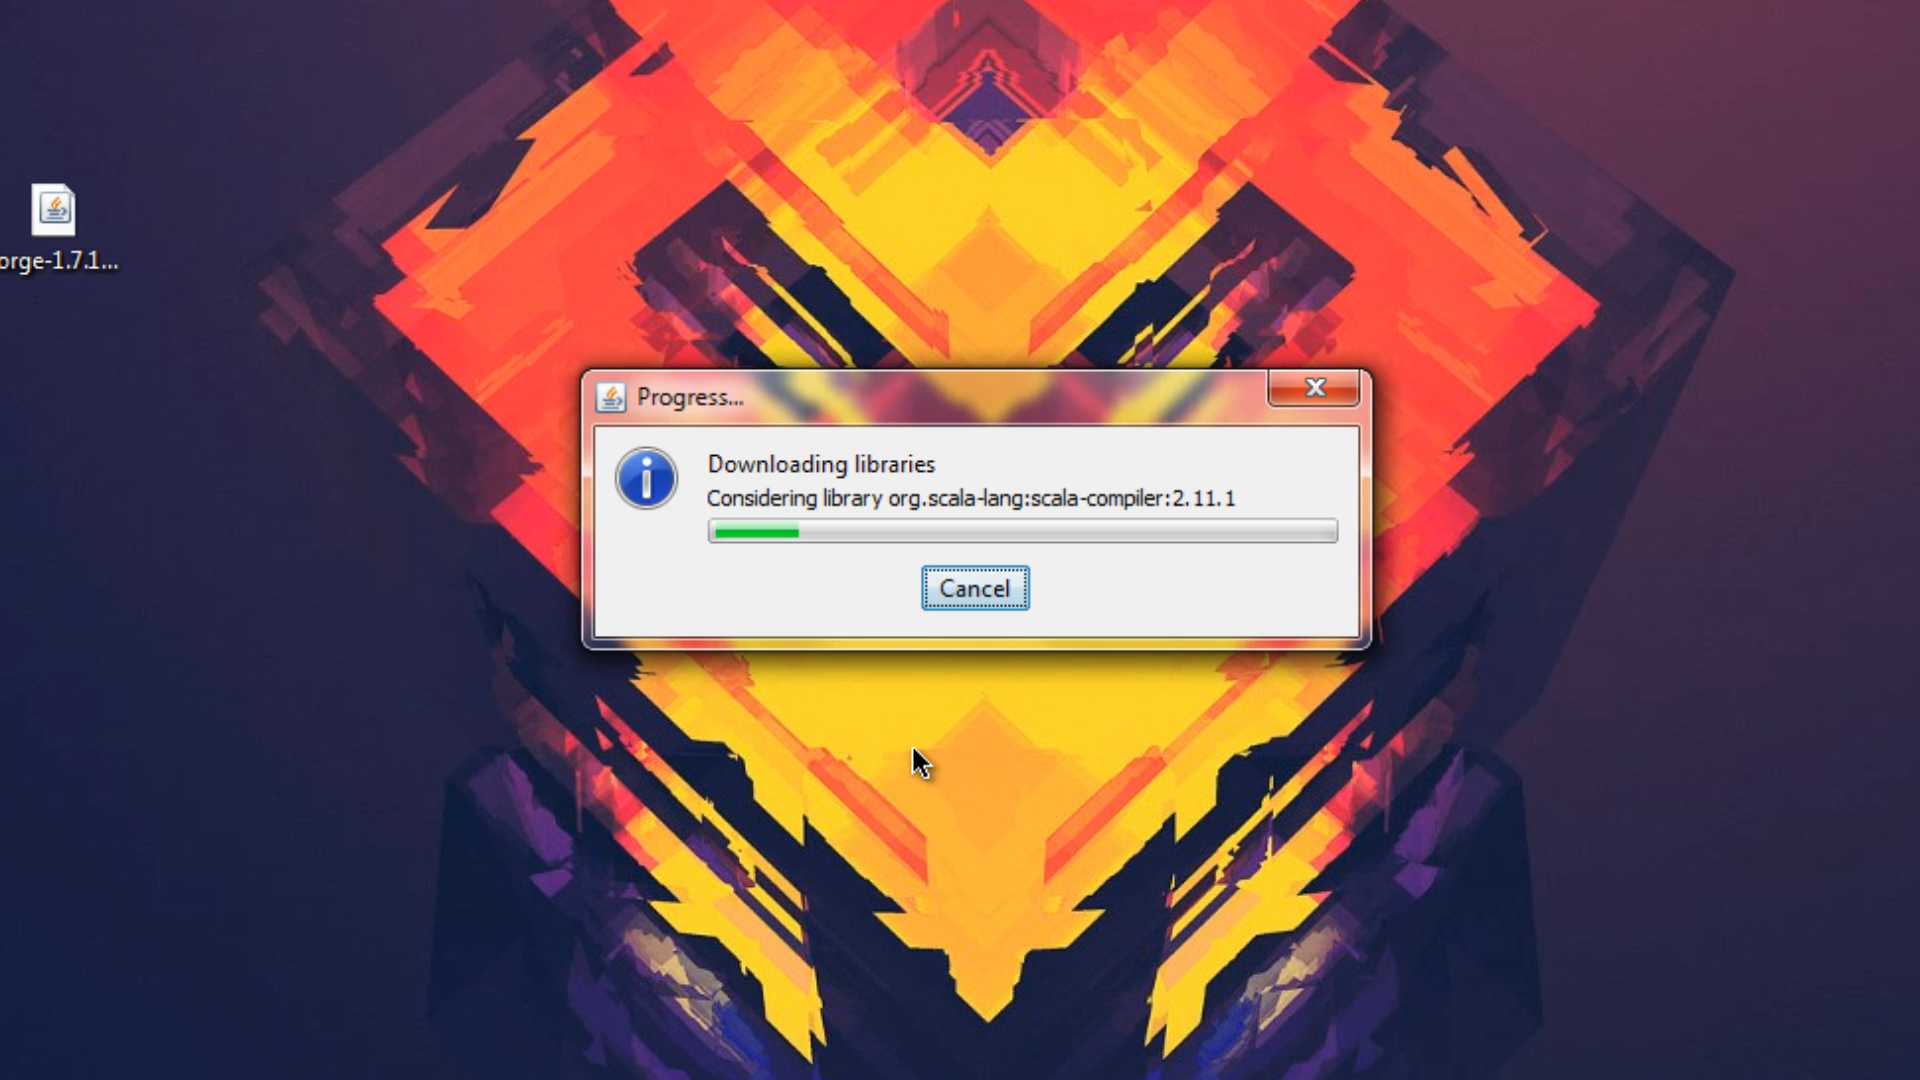 orge-1.7.1...
Progress...
Downloading libraries
Considering library org.scala-lang:scala-compiler:2.11.1
Cancel